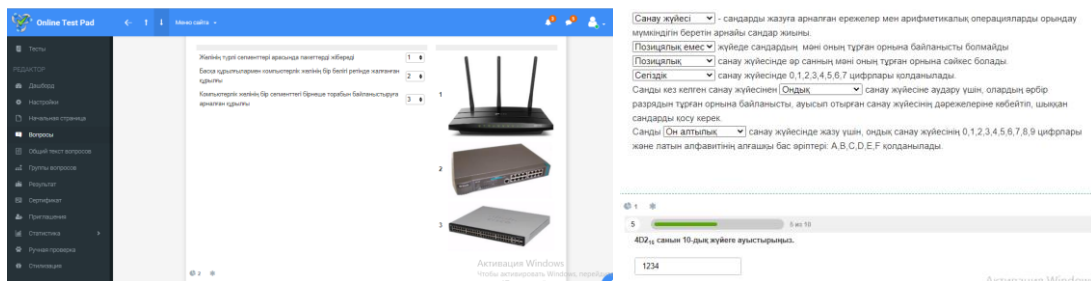 Online Test Pad
1
Меню сайта
Тесты
РЕДАКТОР
Дашборд
Настройки
Начальная страница
Вопросы
Общий текст вопросов
Группы вопросов
Результат
Сертификат
Приглашения
Статистика
Ручная проверка
Стилизация
Желінің түрлі сегменттері арасында пакеттерді жібереді
1
Басқа құрылғылармен компьютерлік желінің бір бөлігі ретінде жалғанған құрылғы
2
Компьютерлік желінің бір сегменттегі бірнеше торабын байланыстыруға арналған құрылғы
3
1
2
3
2
Активация Windows
Чтобы активировать Windows,
Санау жүйесі - сандарды жазуға арналған ережелер мен арифметикалық операцияларды орындау
мүмкіндігін беретін арнайы сандар жиыны.
Позициялық емес жүйеде сандардың мәні оның тұрған орнына байланысты болмайды
Позициялық санау жүйесінде әр санның мәні оның тұрған орнына сәйкес болады.
Сегіздік санау жүйесінде 0,1,2,3,4,5,6,7 цифрлары қолданылады.
Санды кез келген санау жүйесінен Ондық санау жүйесіне аудару үшін, олардың әрбір
разрядын тұрған орнына байланысты, ауысып отырған санау жүйесінің дәрежелеріне көбейтіп, шыққан
сандарды қосу керек.
Санды Он алтылық санау жүйесінде жазу үшін, ондық санау жүйесінің 0,1,2,3,4,5,6,7,8,9 цифрлары
және латын алфавитінің алғашқы бас әріптері: A,B,C,D,E,F қолданылады.
1
5
5 из 16
4D2₁₆ санын 10-дық жүйеге ауыстырыңыз.
1234
Активация Windows